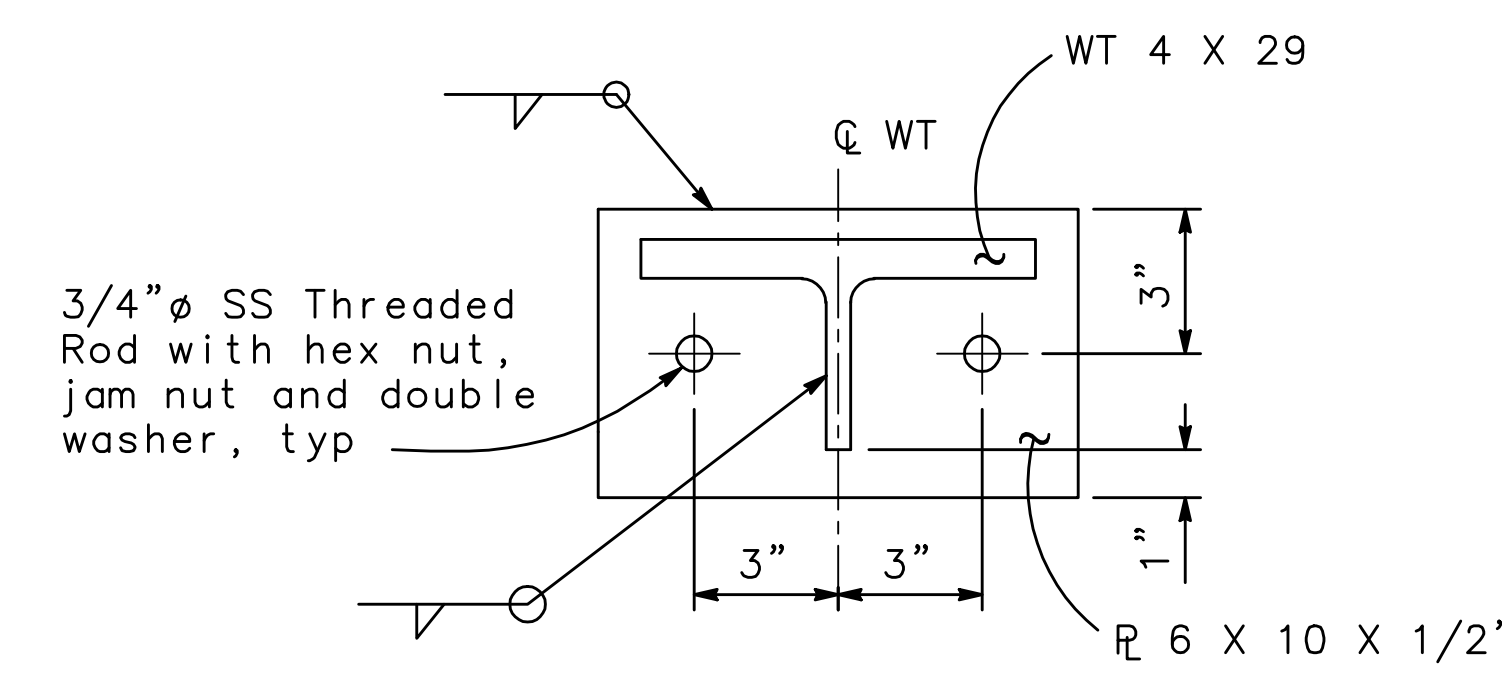 WT 4 X 29
℄ WT
3/4"ø SS Threaded
Rod with hex nut,
jam nut and double
washer, typ
3"
3"
3"
1"
⅊ 6 X 10 X 1/2'